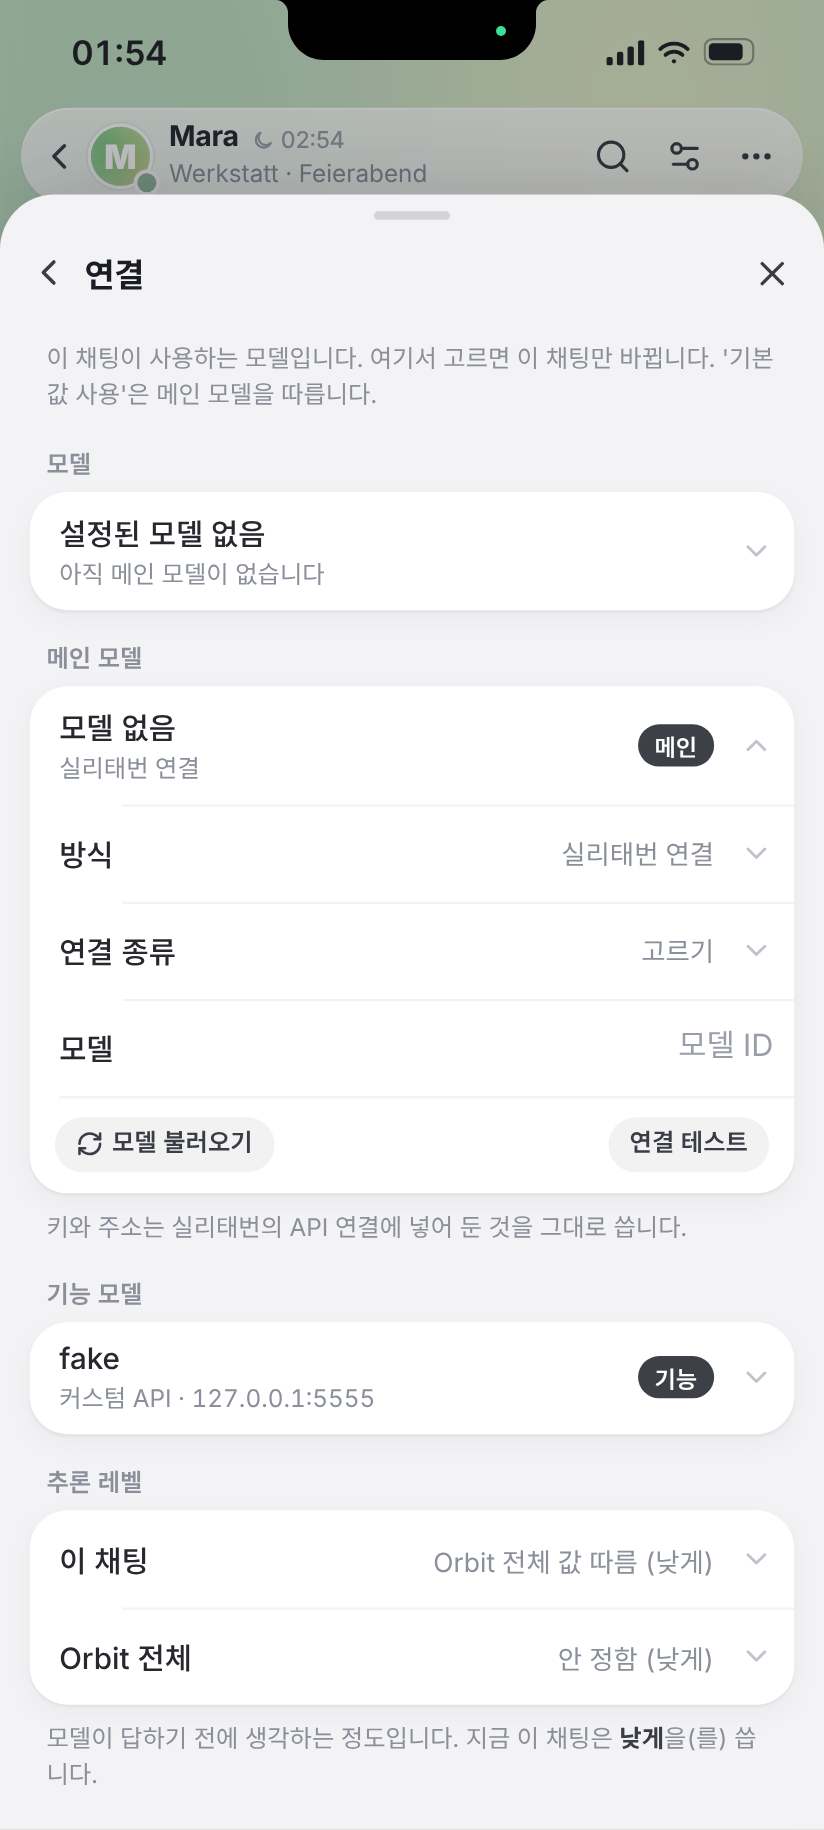 01:54
M
Mara 02:54
Werkstatt · Feierabend
연결
이 채팅이 사용하는 모델입니다. 여기서 고르면 이 채팅만 바뀝니다. '기본
값 사용'은 메인 모델을 따릅니다.
모델
설정된 모델 없음
아직 메인 모델이 없습니다
메인 모델
모델 없음
실리태번 연결
메인
방식
실리태번 연결
연결 종류
고르기
모델
모델 ID
모델 불러오기
연결 테스트
키와 주소는 실리태번의 API 연결에 넣어 둔 것을 그대로 씁니다.
기능 모델
fake
커스텀 API · 127.0.0.1:5555
기능
추론 레벨
이 채팅
Orbit 전체 값 따름 (낮게)
Orbit 전체
안 정함 (낮게)
모델이 답하기 전에 생각하는 정도입니다. 지금 이 채팅은 낮게을(를) 씁
니다.